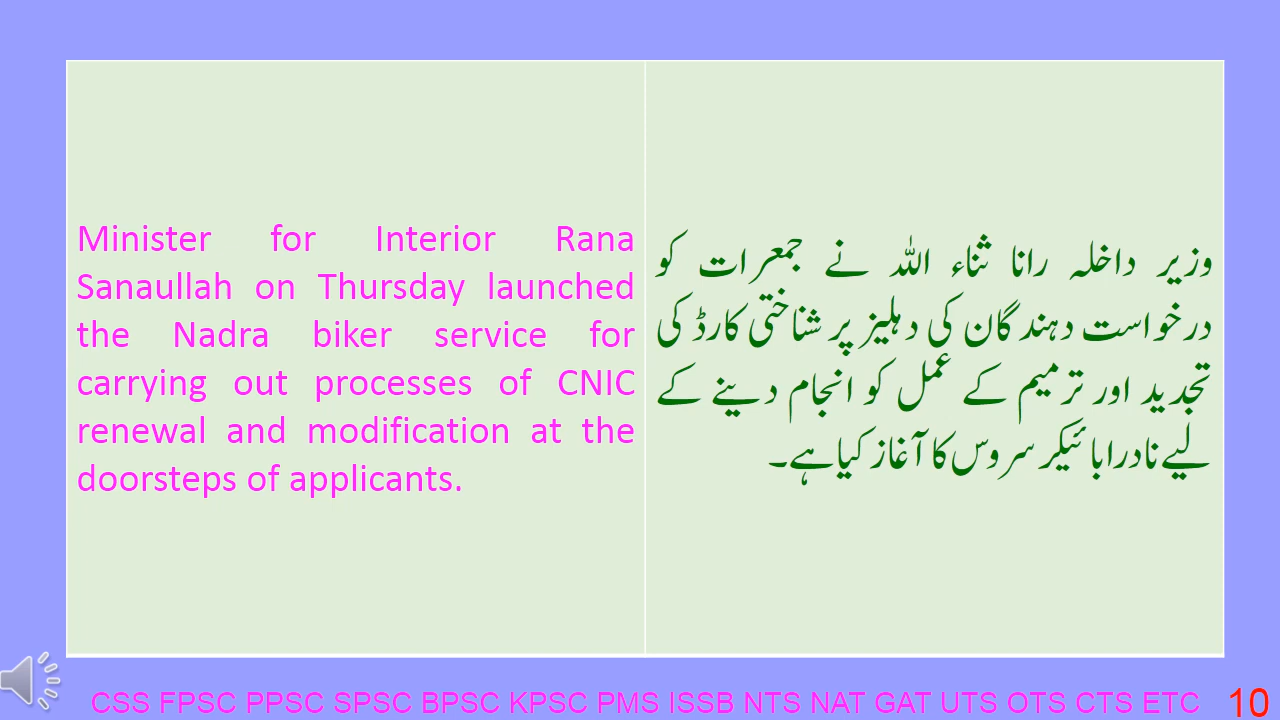 Minister for Interior Rana
Sanaullah on Thursday launched
the Nadra biker service for
carrying out processes of CNIC
renewal and modification at the
doorsteps of applicants.
وزیر داخلہ رانا ثناء اللہ نے جمعرات کو
درخواست دہندگان کی دہلیز پر شناختی کارڈ کی
تجدید اور ترمیم کے عمل کو انجام دینے کے
لیے نادرا بائیکر سروس کا آغاز کیا ہے۔
CSS FPSC PPSC SPSC BPSC KPSC PMS ISSB NTS NAT GAT UTS OTS CTS ETC 10